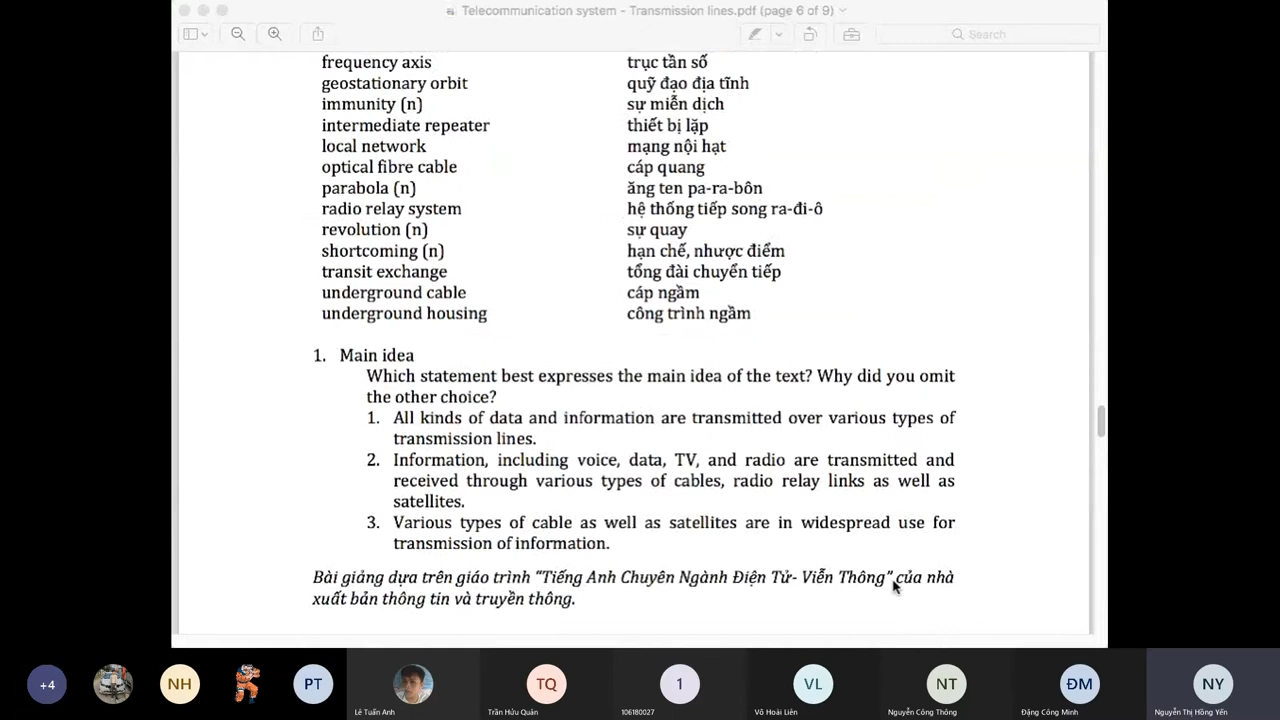 Telecommunication system - Transmission lines.pdf (page 6 of 9)
Search
frequency axis trục tần số
geostationary orbit quỹ đạo địa tĩnh
immunity (n) sự miễn dịch
intermediate repeater thiết bị lặp
local network mạng nội hạt
optical fibre cable cáp quang
parabola (n) ăng ten pa-ra-bôn
radio relay system hệ thống tiếp song ra-đi-ô
revolution (n) sự quay
shortcoming (n) hạn chế, nhược điểm
transit exchange tổng đài chuyển tiếp
underground cable cáp ngầm
underground housing công trình ngầm
1. Main idea
Which statement best expresses the main idea of the text? Why did you omit
the other choice?
1. All kinds of data and information are transmitted over various types of
transmission lines.
2. Information, including voice, data, TV, and radio are transmitted and
received through various types of cables, radio relay links as well as
satellites.
3. Various types of cable as well as satellites are in widespread use for
transmission of information.
Bài giảng dựa trên giáo trình “Tiếng Anh Chuyên Ngành Điện Tử- Viễn Thông” của nhà
xuất bản thông tin và truyền thông.
+4 NH PT TQ 1 VL NT ĐM NY
Lê Tuấn Anh Trần Hữu Quân 106180027 Võ Hoài Liên Nguyễn Công Thông Đặng Công Minh Nguyễn Thị Hồng Yến